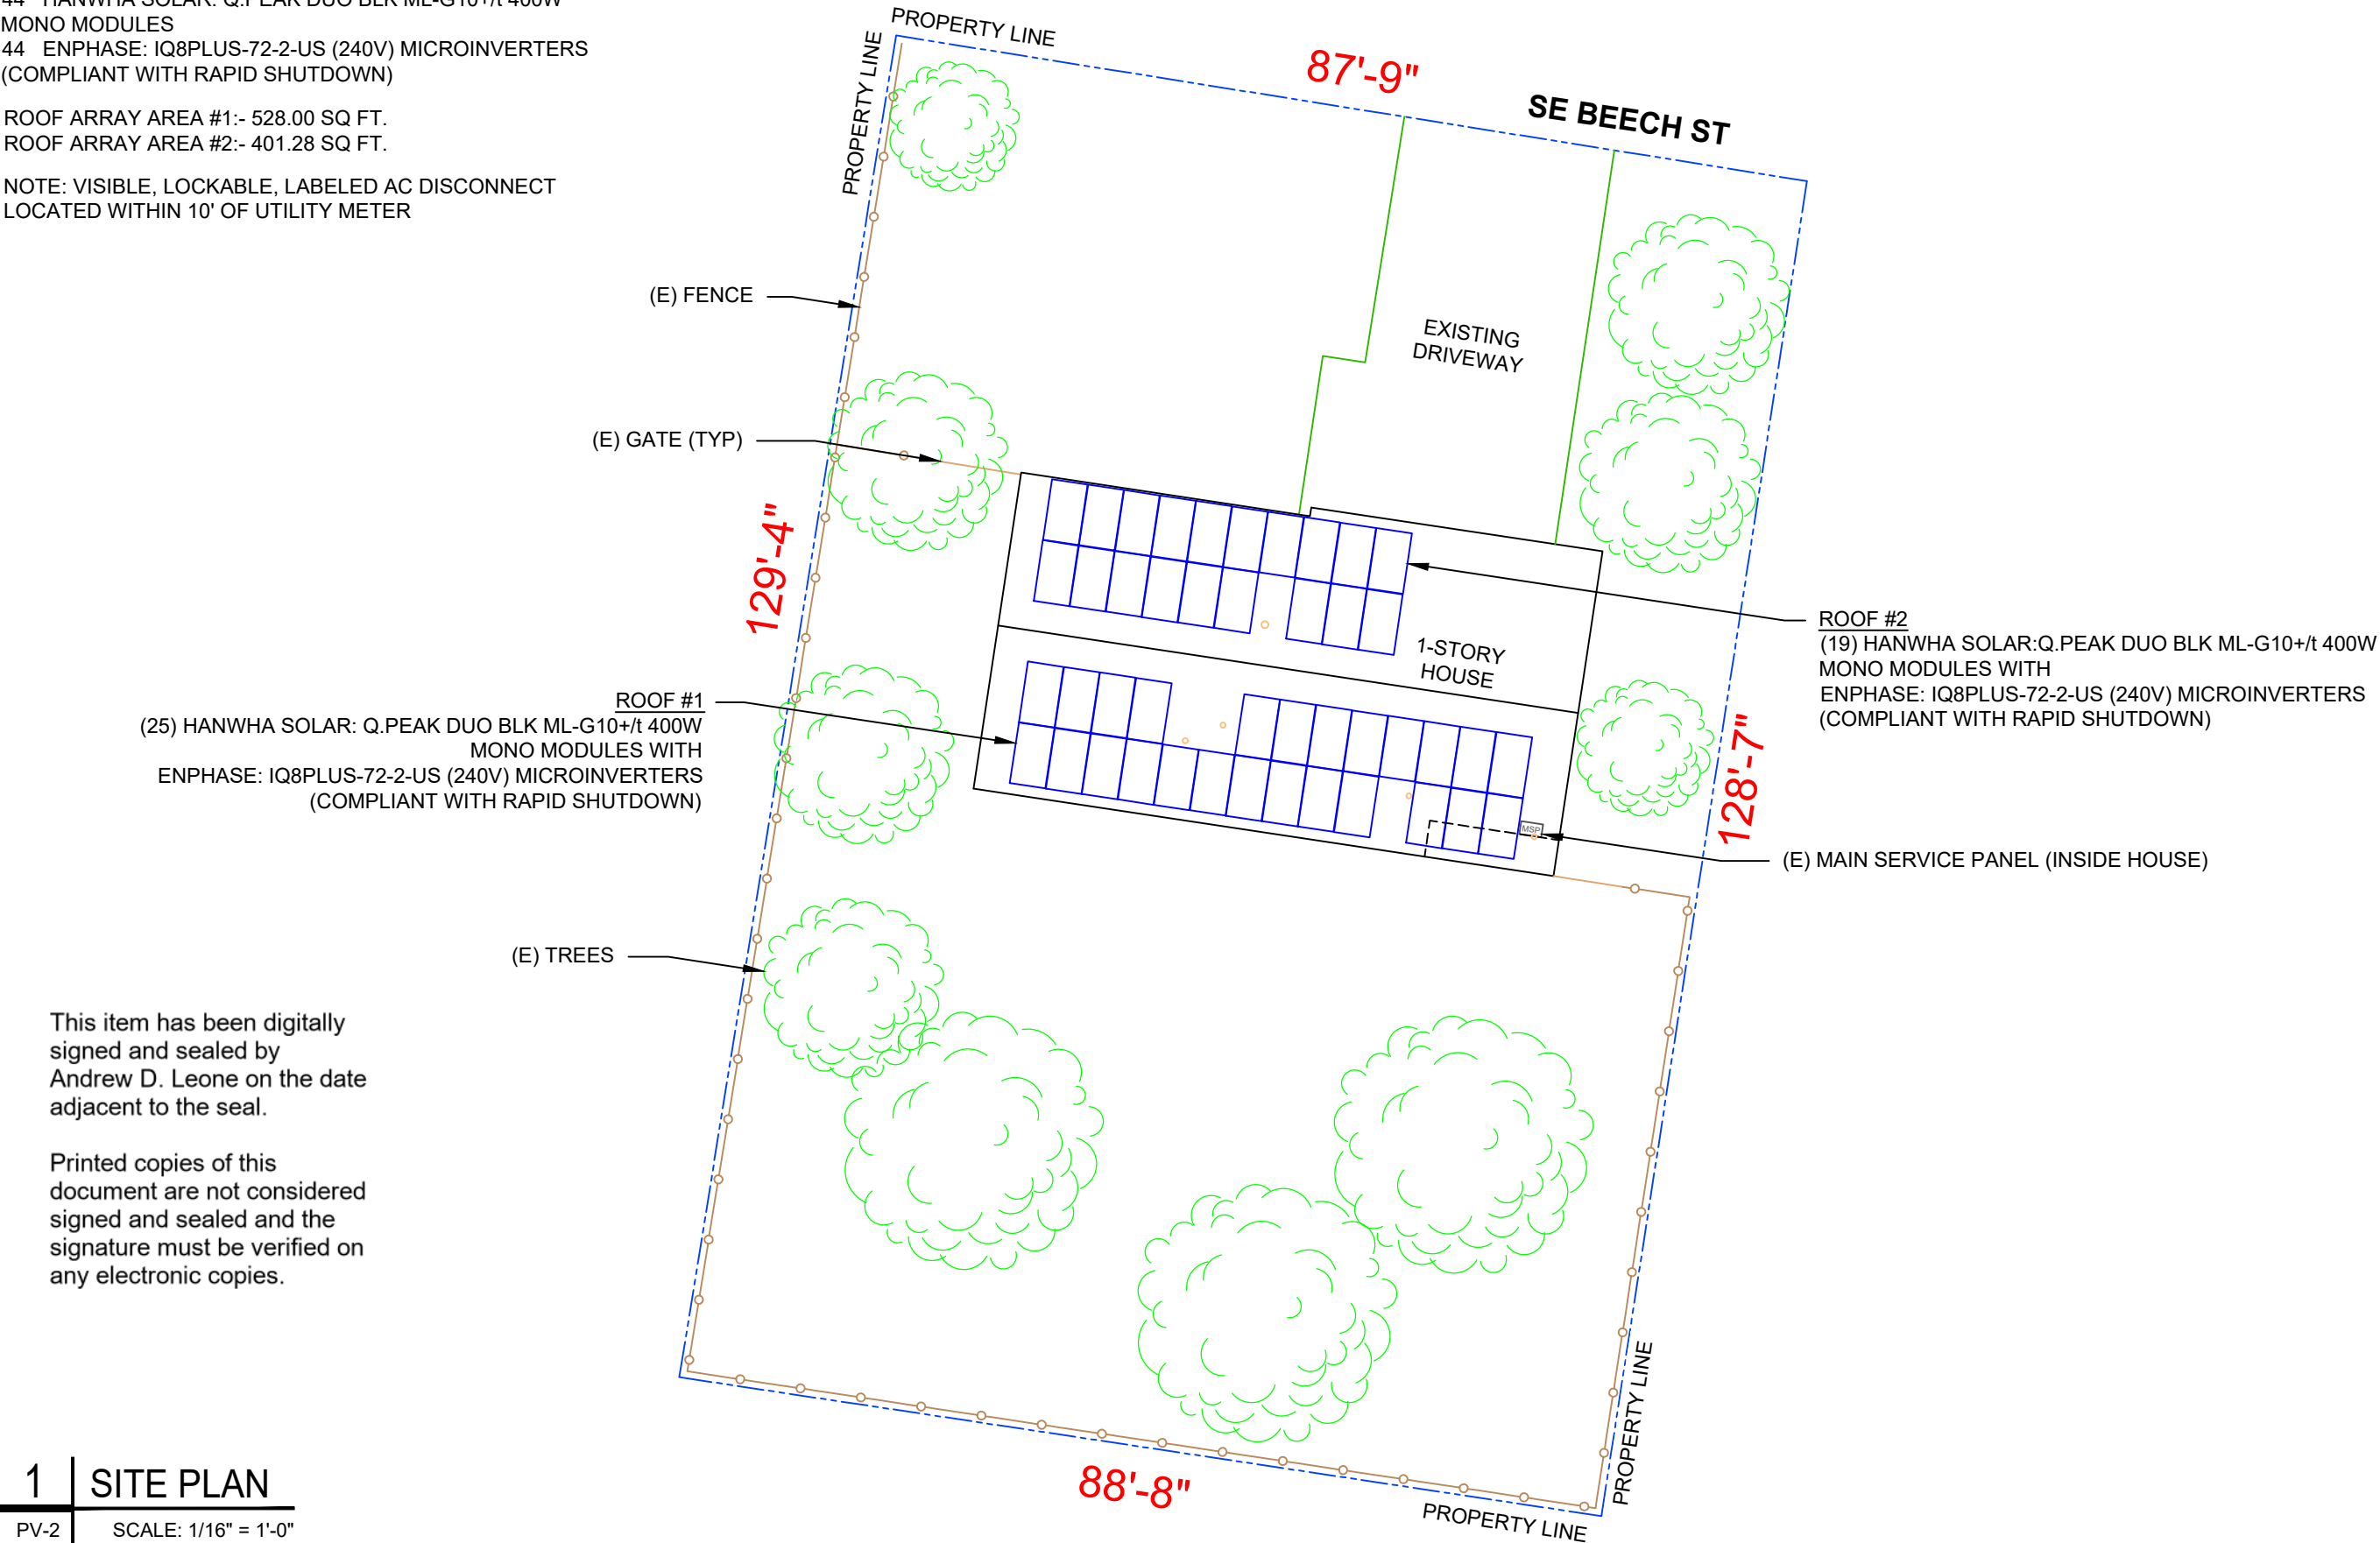 44 HANWHA SOLAR: Q.PEAK DUO BLK ML-G10+/t 400W
MONO MODULES
44 ENPHASE: IQ8PLUS-72-2-US (240V) MICROINVERTERS
(COMPLIANT WITH RAPID SHUTDOWN)
ROOF ARRAY AREA #1:- 528.00 SQ FT.
ROOF ARRAY AREA #2:- 401.28 SQ FT.
NOTE: VISIBLE, LOCKABLE, LABELED AC DISCONNECT
LOCATED WITHIN 10' OF UTILITY METER
PROPERTY LINE
PROPERTY LINE
87'-9"
SE BEECH ST
(E) FENCE
EXISTING
DRIVEWAY
(E) GATE (TYP)
129'-4"
1-STORY
HOUSE
ROOF #2
(19) HANWHA SOLAR:Q.PEAK DUO BLK ML-G10+/t 400W
MONO MODULES WITH
ENPHASE: IQ8PLUS-72-2-US (240V) MICROINVERTERS
(COMPLIANT WITH RAPID SHUTDOWN)
ROOF #1
(25) HANWHA SOLAR: Q.PEAK DUO BLK ML-G10+/t 400W
MONO MODULES WITH
ENPHASE: IQ8PLUS-72-2-US (240V) MICROINVERTERS
(COMPLIANT WITH RAPID SHUTDOWN)
128'-7"
MSP
(E) MAIN SERVICE PANEL (INSIDE HOUSE)
(E) TREES
This item has been digitally
signed and sealed by
Andrew D. Leone on the date
adjacent to the seal.
Printed copies of this
document are not considered
signed and sealed and the
signature must be verified on
any electronic copies.
PROPERTY LINE
88'-8"
PROPERTY LINE
1 SITE PLAN
PV-2 SCALE: 1/16" = 1'-0"